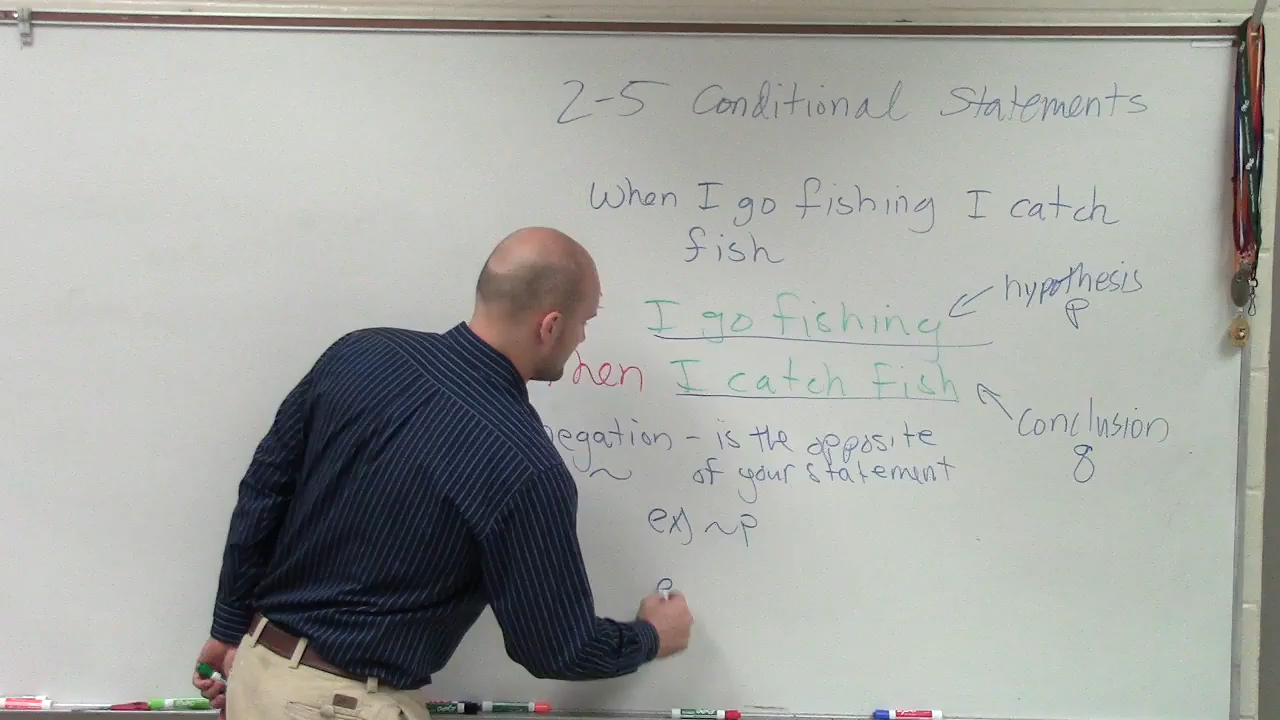 2-5 Conditional Statements
When I go fishing I catch
fish
hypothesis
p
I go fishing
then I catch fish
conclusion
q
negation - is the opposite
~ of your statement
ex) ~p
e